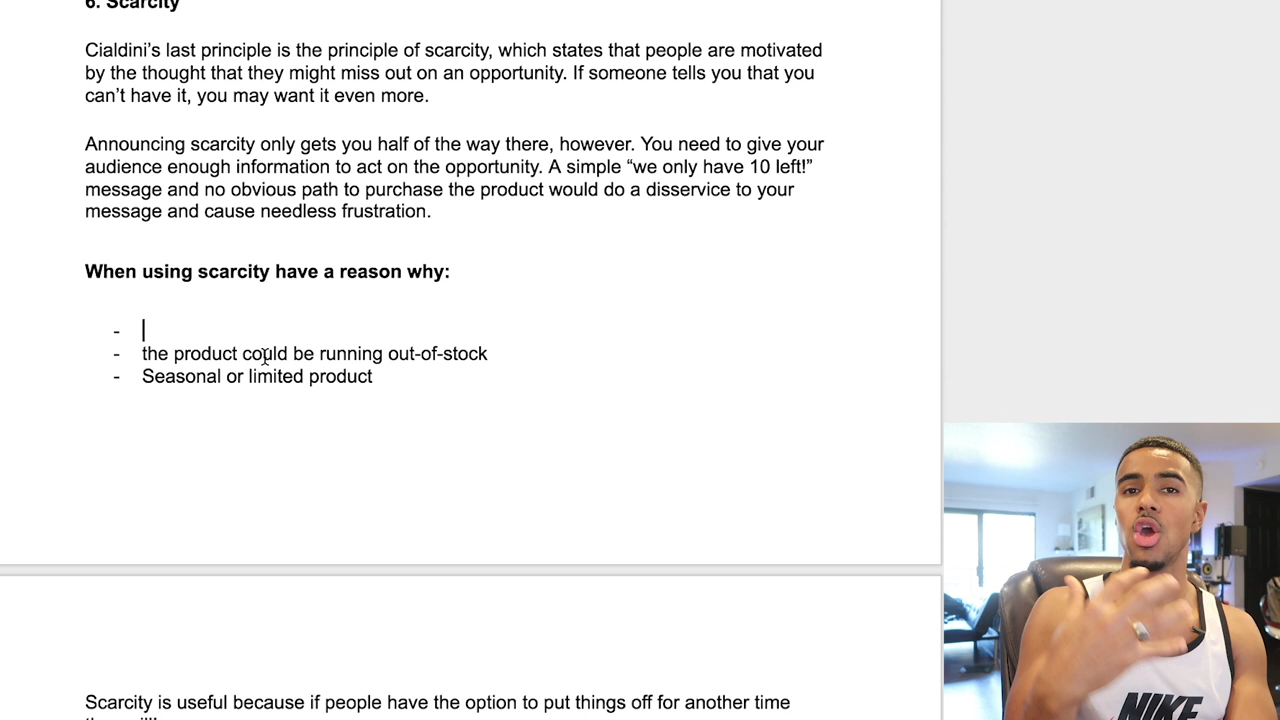 6. Scarcity
Cialdini’s last principle is the principle of scarcity, which states that people are motivated
by the thought that they might miss out on an opportunity. If someone tells you that you
can’t have it, you may want it even more.
Announcing scarcity only gets you half of the way there, however. You need to give your
audience enough information to act on the opportunity. A simple “we only have 10 left!”
message and no obvious path to purchase the product would do a disservice to your
message and cause needless frustration.
When using scarcity have a reason why:
-
- the product could be running out-of-stock
- Seasonal or limited product
Scarcity is useful because if people have the option to put things off for another time
NIKE